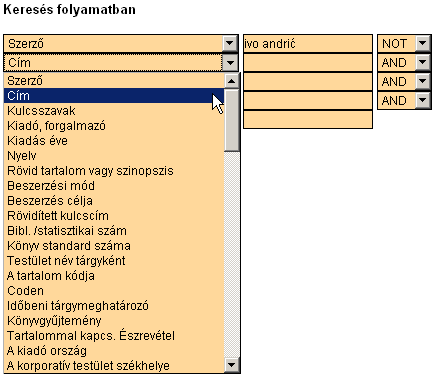 Keresés folyamatban
Szerző ivo andrić NOT
Cím AND
Szerző AND
Cím AND
Kulcsszavak
Kiadó, forgalmazó
Kiadás éve
Nyelv
Rövid tartalom vagy szinopszis
Beszerzési mód
Beszerzés célja
Rövidített kulcscím
Bibl. /statisztikai szám
Könyv standard száma
Testület név tárgyként
A tartalom kódja
Coden
Időbeni tárgymeghatározó
Könyvgyűjtemény
Tartalommal kapcs. Észrevétel
A kiadó ország
A korporatív testület székhelye